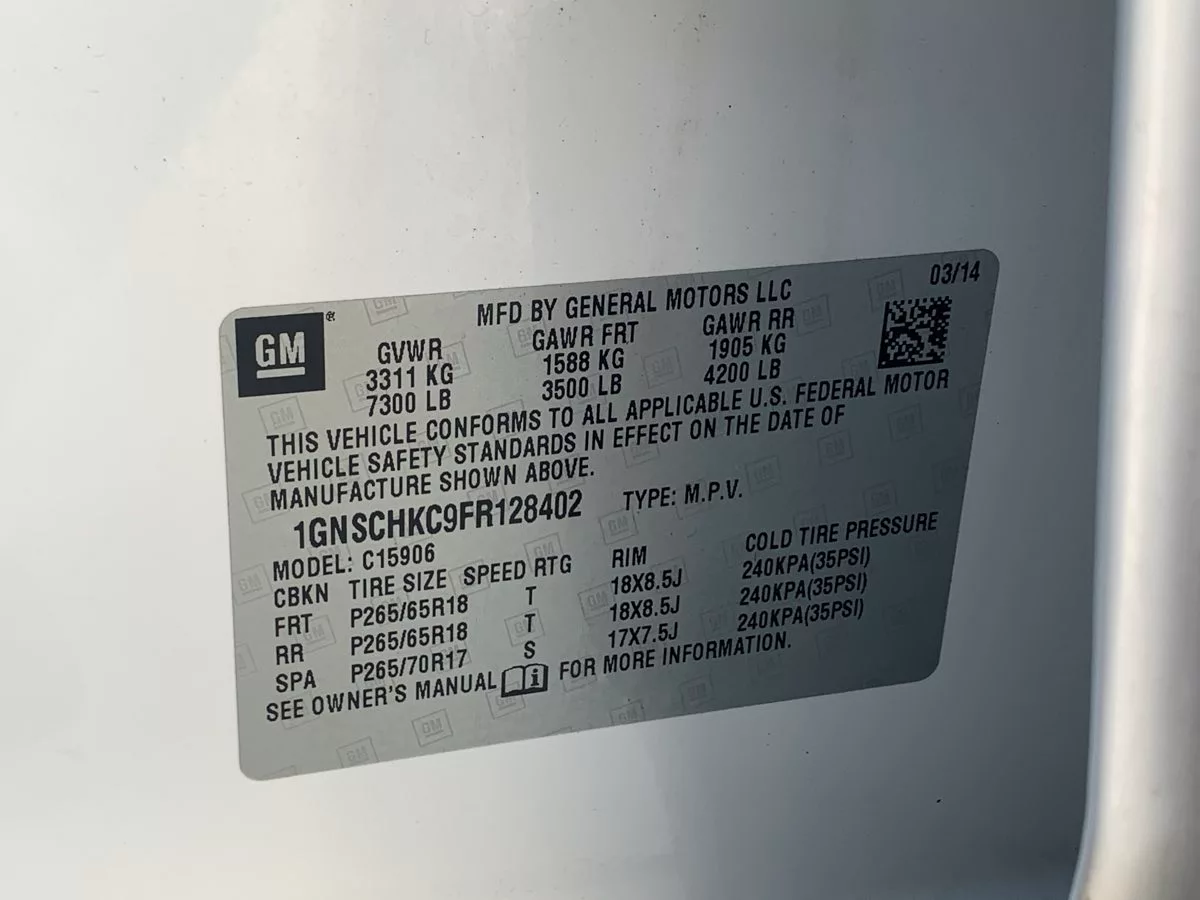 GM ®
MFD BY GENERAL MOTORS LLC 03/14
GVWR GAWR FRT GAWR RR
3311 KG 1588 KG 1905 KG
7300 LB 3500 LB 4200 LB
THIS VEHICLE CONFORMS TO ALL APPLICABLE U.S. FEDERAL MOTOR
VEHICLE SAFETY STANDARDS IN EFFECT ON THE DATE OF
MANUFACTURE SHOWN ABOVE.
1GNSCHKC9FR128402 TYPE: M.P.V.
MODEL: C15906
CBKN TIRE SIZE SPEED RTG RIM COLD TIRE PRESSURE
FRT P265/65R18 T 18X8.5J 240KPA(35PSI)
RR P265/65R18 T 18X8.5J 240KPA(35PSI)
SPA P265/70R17 S 17X7.5J 240KPA(35PSI)
SEE OWNER'S MANUAL i FOR MORE INFORMATION.